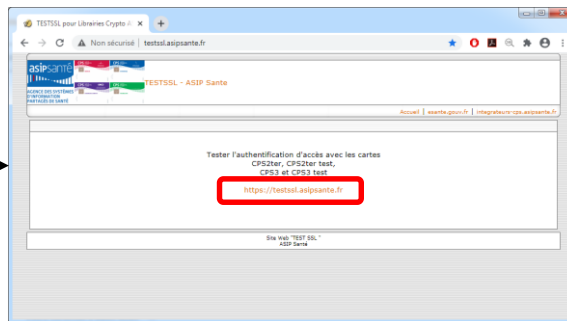 TESTSSL pour Librairies Crypto A
Non sécurisé | testssl.asipsante.fr
asipsanté
AGENCE DES SYSTÈMES
D'INFORMATION
PARTAGÉS DE SANTÉ
TESTSSL - ASIP Sante
Accueil | esante.gouv.fr | integrateurs-cps.asipsante.fr
Tester l'authentification d'accès avec les cartes
CPS2ter, CPS2ter test,
CPS3 et CPS3 test
https://testssl.asipsante.fr
Site Web "TEST SSL "
ASIP Santé